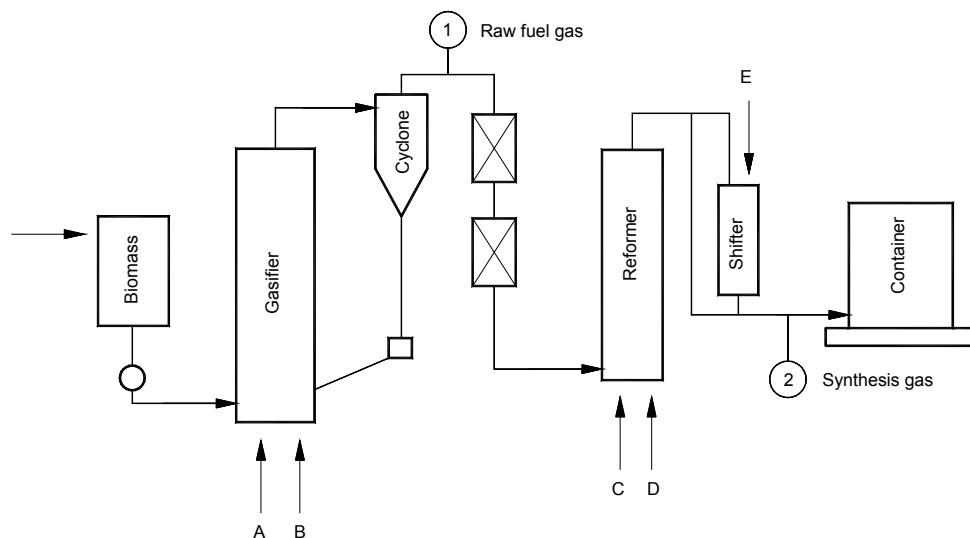 1 Raw fuel gas
E
Cyclone
Biomass
Gasifier
Reformer
Shifter
Container
2 Synthesis gas
A B
C D